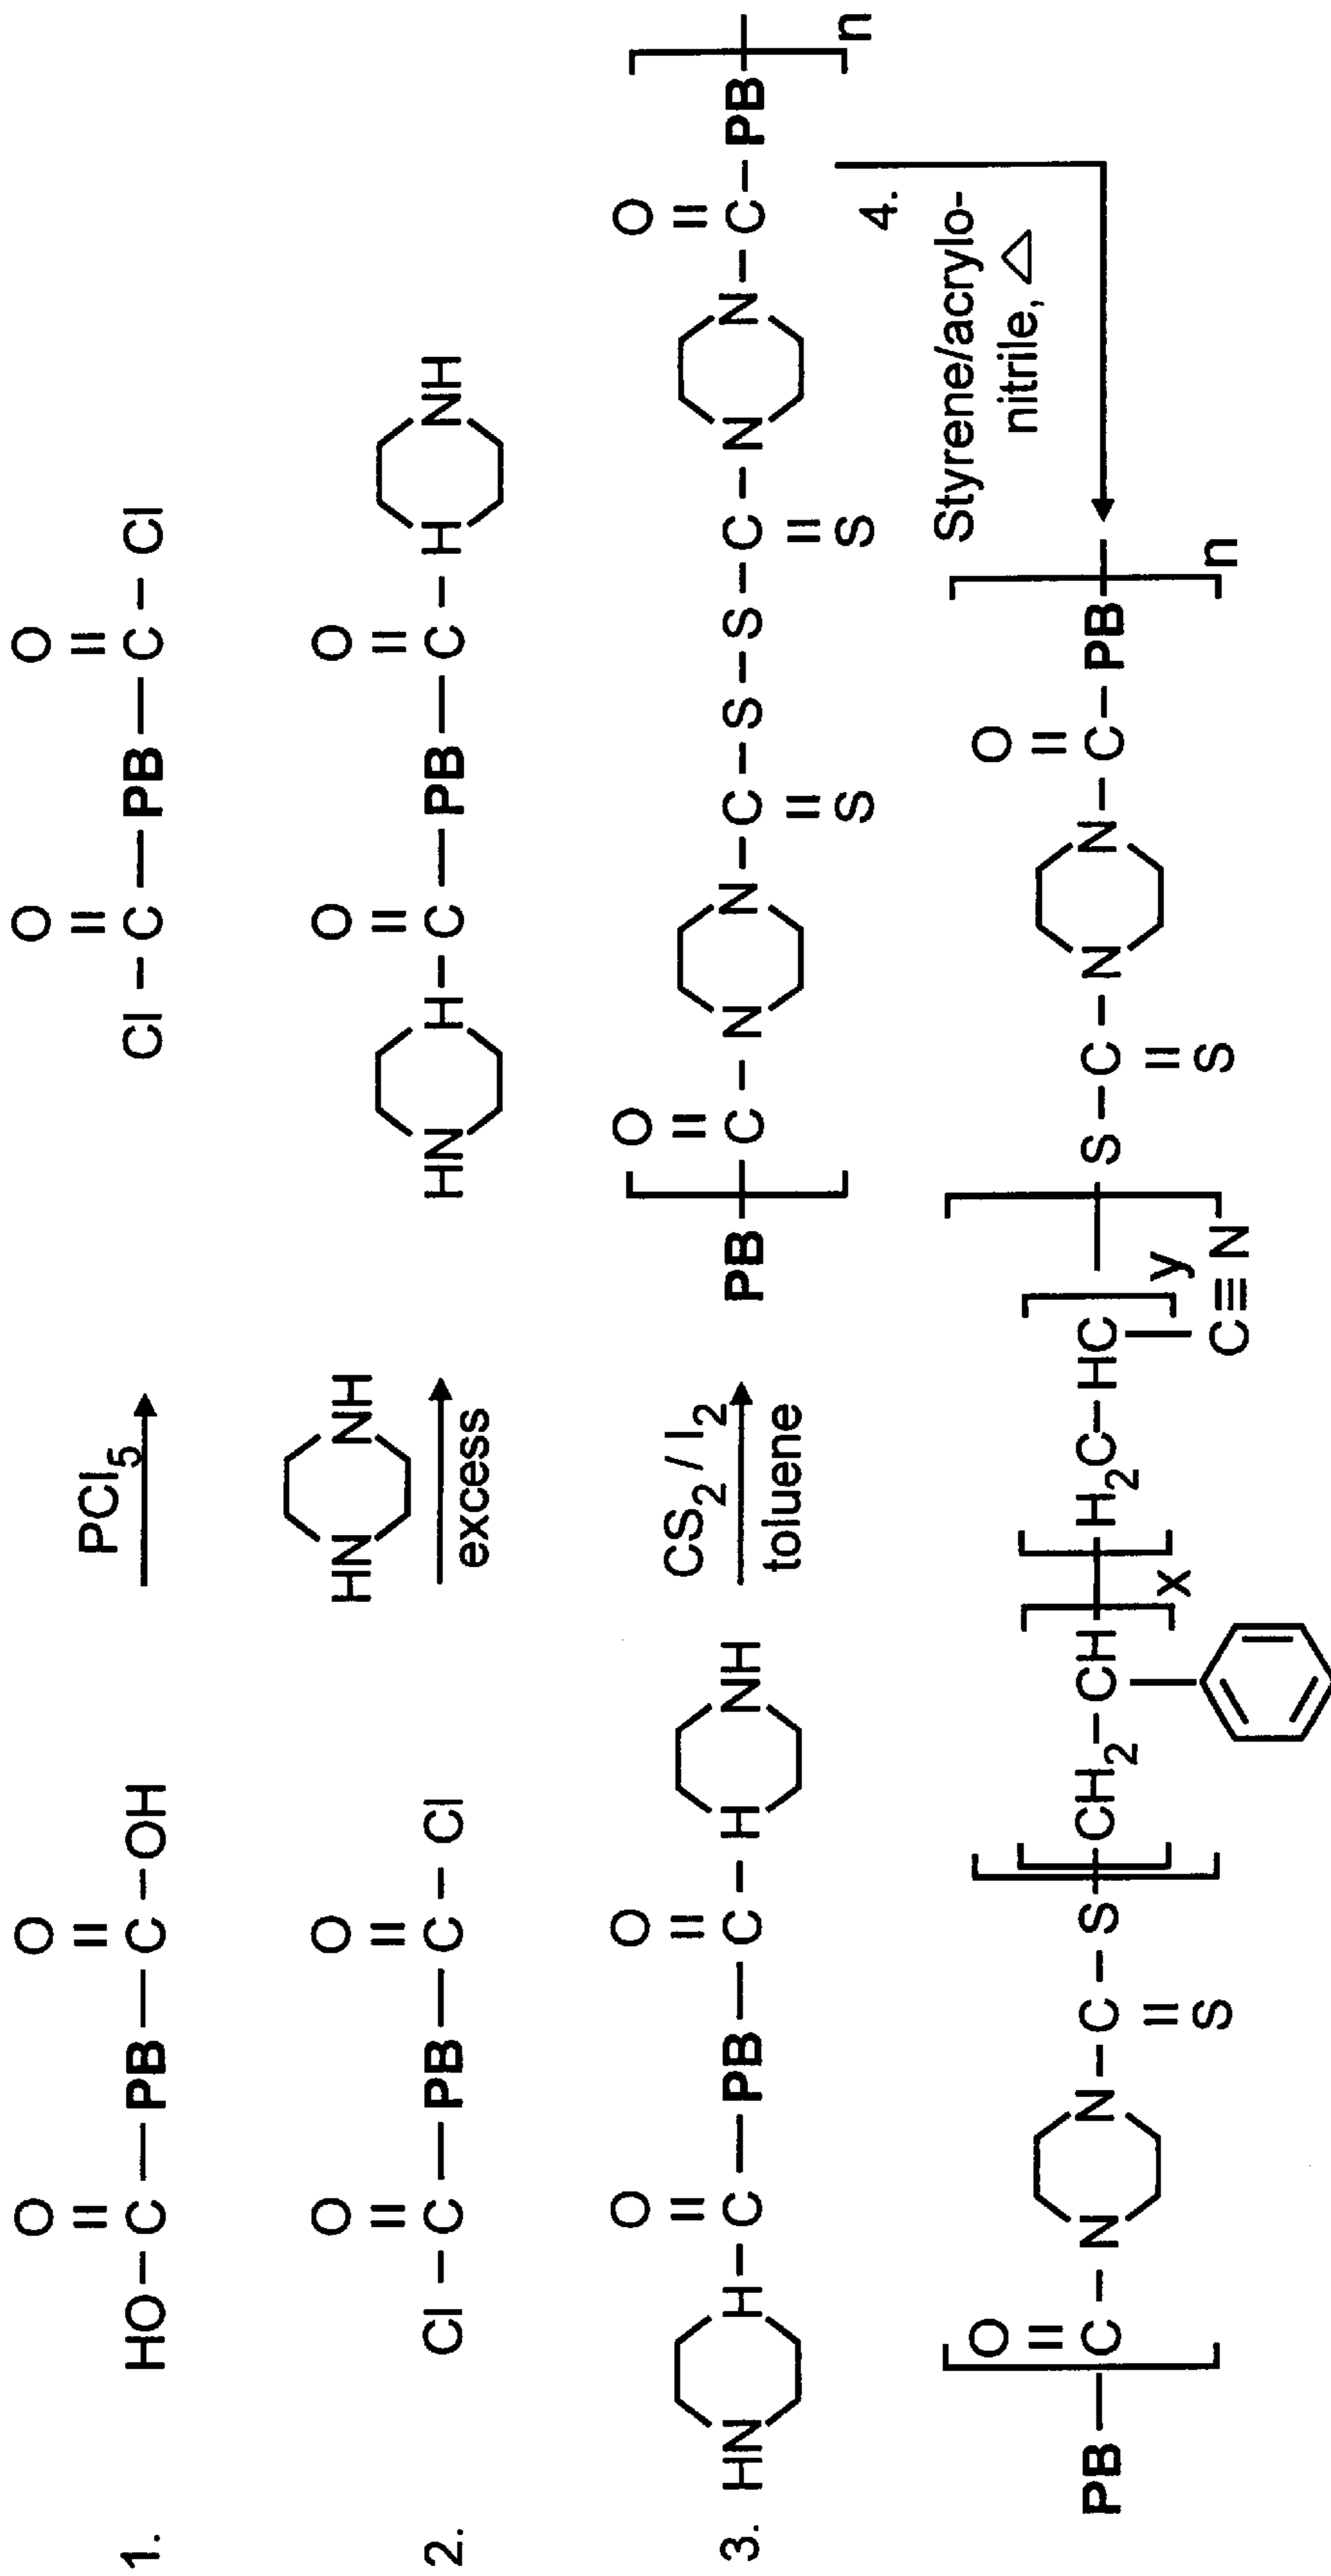 1. HO–C(=O)–PB–C(=O)–OH PCl5 Cl–C(=O)–PB–C(=O)–Cl
2. Cl–C(=O)–PB–C(=O)–Cl HN NH excess HN H–C(=O)–PB–C(=O)–H NH
3. HN H–C(=O)–PB–C(=O)–H NH CS2 / I2 toluene PB [ C(=O)–N N–C(=S)–S–S–C(=S)–N N–C(=O)–PB ] n
4.
Styrene/acrylo-
nitrile, △
PB [ C(=O)–N N–C(=S)–S [ [ CH2–CH ] x [ H2C–HC ] y C≡N ] S–C(=S)–N N–C(=O)–PB ] n